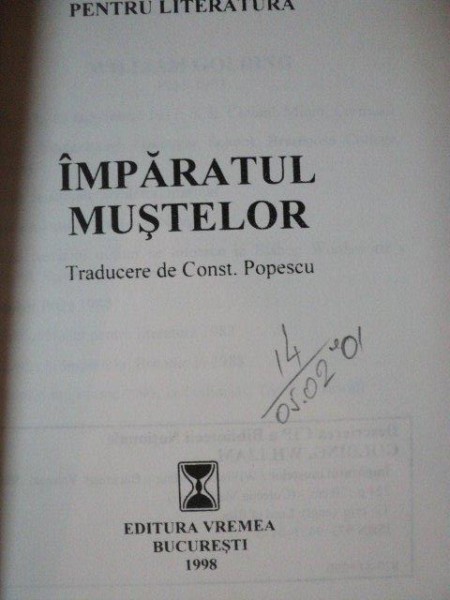 PENTRU LITERATURĂ
ÎMPĂRATUL
MUŞTELOR
Traducere de Const. Popescu
14
05.02.01
EDITURA VREMEA
BUCUREŞTI
1998